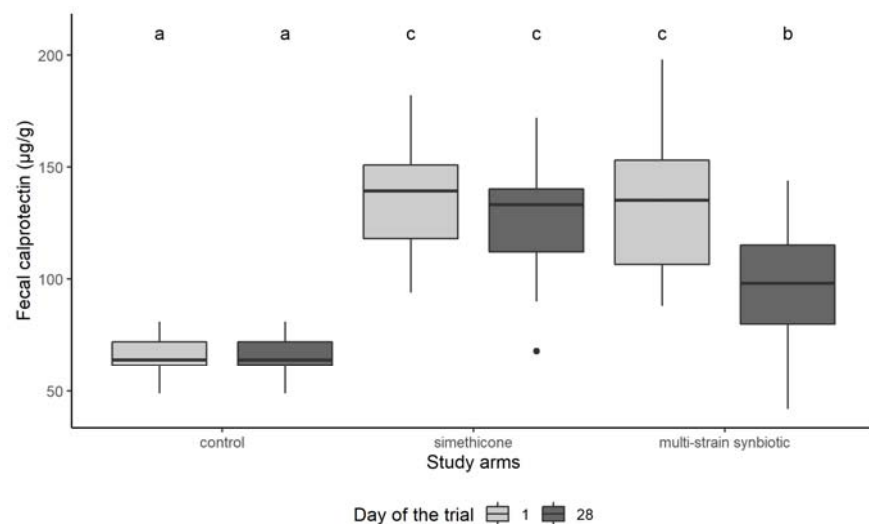 a a c c c b
200
150
100
50
Fecal calprotectin (µg/g)
control simethicone multi-strain synbiotic
Study arms
Day of the trial 1 28